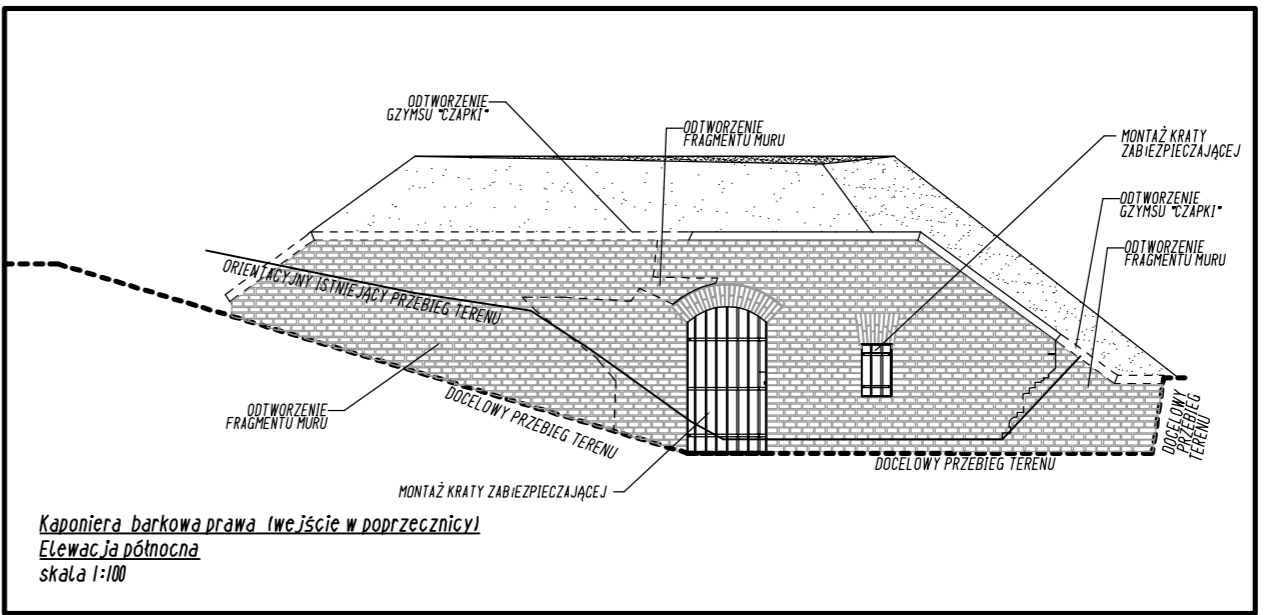 ODTWORZENIE
GZYMSU "CZAPKI"
ODTWORZENIE
FRAGMENTU MURU
MONTAŻ KRATY
ZABIEZPIECZAJĄCEJ
ODTWORZENIE
GZYMSU "CZAPKI"
ODTWORZENIE
FRAGMENTU MURU
ORIENTACYJNY ISTNIEJĄCY PRZEBIEG TERENU
ODTWORZENIE
FRAGMENTU MURU
DOCELOWY PRZEBIEG TERENU
DOCELOWY PRZEBIEG TERENU
DOCELOWY
PRZEBIEG
TERENU
MONTAŻ KRATY ZABIEZPIECZAJĄCEJ
Kaponiera barkowa prawa (wejście w poprzecznicy)
Elewacja północna
skala 1:100